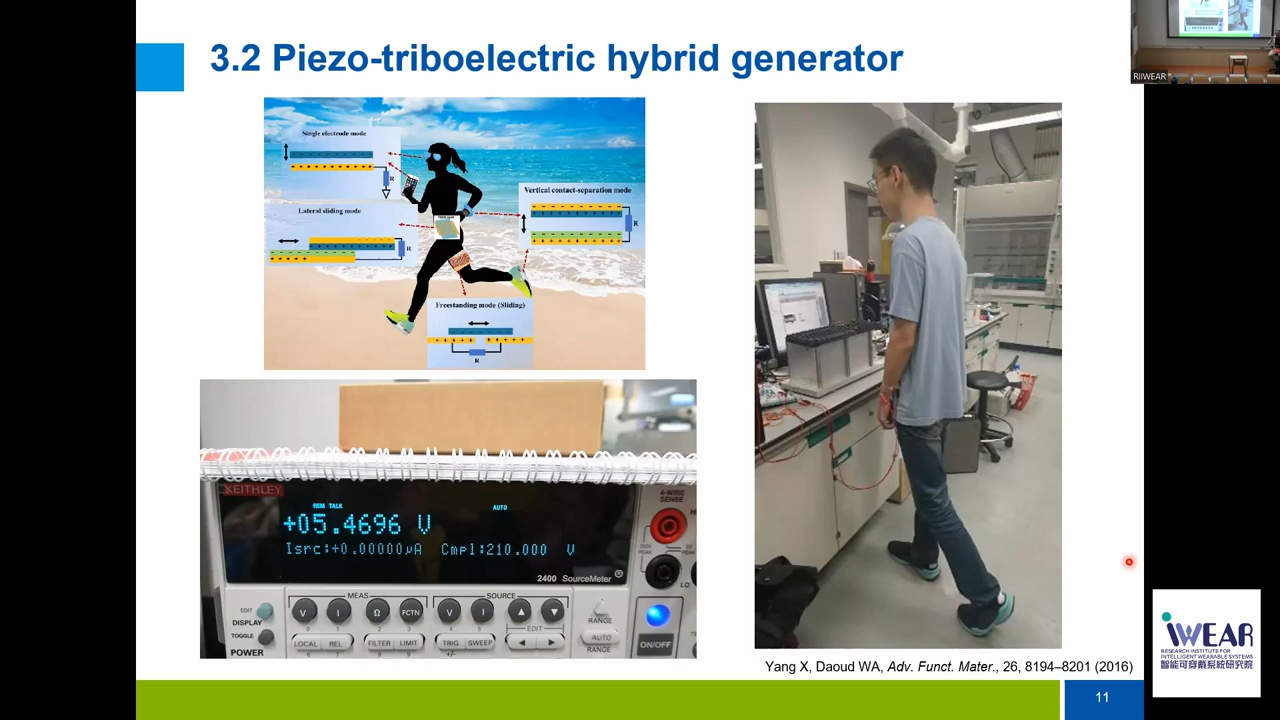 3.2 Piezo-triboelectric hybrid generator
RIIWEAR
Single electrode mode
R
Lateral sliding mode
R
Vertical contact-separation mode
R
Freestanding mode (Sliding)
R
KEITHLEY
REM TALK
AUTO
+05.4696 V
Isrc:+0.00000µA Cmpl:210.000 V
2400 SourceMeter®
4-WIRE
SENSE
HI
LO
MEAS
SOURCE
EDIT
DISPLAY
TOGGLE
POWER
V I Ω FCTN V I
EDIT
LOCAL REL FILTER LIMIT TRIG SWEEP
RANGE
AUTO
RANGE
ON/OFF
Yang X, Daoud WA, Adv. Funct. Mater., 26, 8194–8201 (2016)
11
iWEAR
RESEARCH INSTITUTE FOR
INTELLIGENT WEARABLE SYSTEMS
智能可穿戴系統研究院